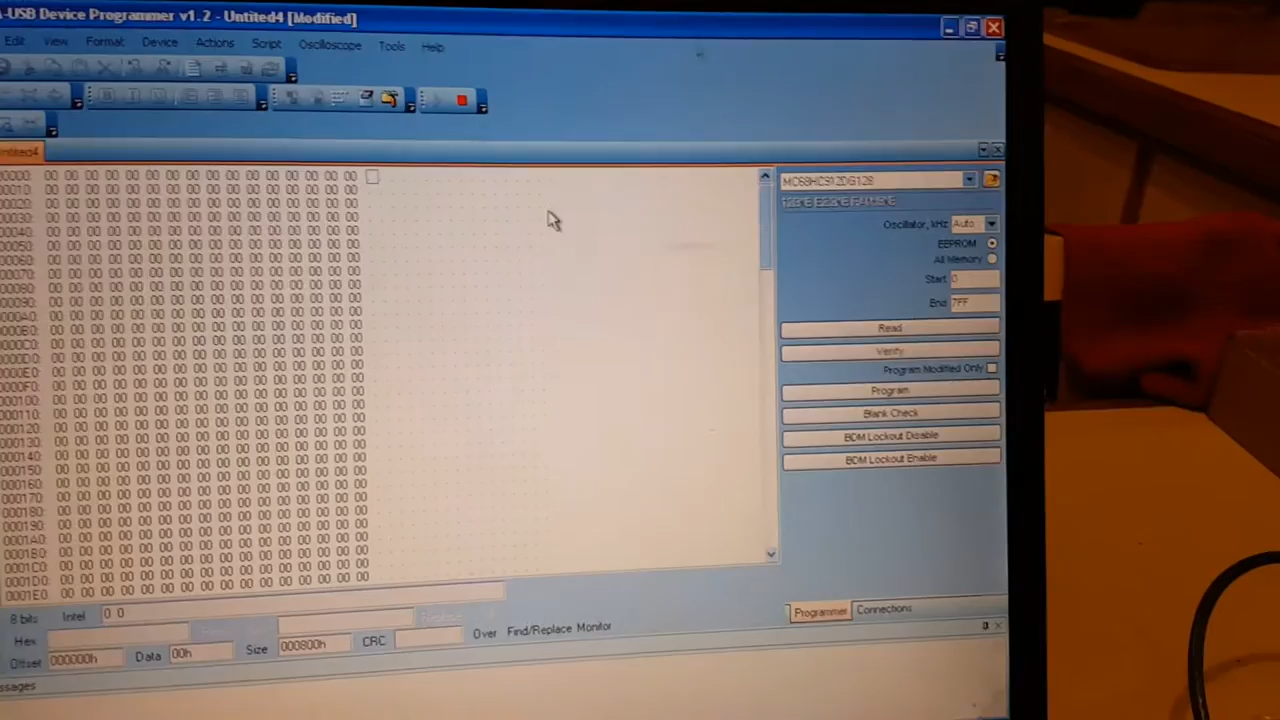 -USB Device Programmer v1.2 - Untited4 [Modified]
Edit View Format Device Actions Script Oscilloscope Tools Help
00 00 00 00 00 00 00 00 00 00 00 00 00 00 00 00
000010: 00 00 00 00 00 00 00 00 00 00 00 00 00 00 00 00
00020: 00 00 00 00 00 00 00 00 00 00 00 00 00 00 00 00
00030: 00 00 00 00 00 00 00 00 00 00 00 00 00 00 00 00
00040: 00 00 00 00 00 00 00 00 00 00 00 00 00 00 00 00
00050: 00 00 00 00 00 00 00 00 00 00 00 00 00 00 00 00
00060: 00 00 00 00 00 00 00 00 00 00 00 00 00 00 00 00
00070: 00 00 00 00 00 00 00 00 00 00 00 00 00 00 00 00
00080: 00 00 00 00 00 00 00 00 00 00 00 00 00 00 00 00
00090: 00 00 00 00 00 00 00 00 00 00 00 00 00 00 00 00
000A0: 00 00 00 00 00 00 00 00 00 00 00 00 00 00 00 00
000B0: 00 00 00 00 00 00 00 00 00 00 00 00 00 00 00 00
000C0: 00 00 00 00 00 00 00 00 00 00 00 00 00 00 00 00
000D0: 00 00 00 00 00 00 00 00 00 00 00 00 00 00 00 00
000E0: 00 00 00 00 00 00 00 00 00 00 00 00 00 00 00 00
000F0: 00 00 00 00 00 00 00 00 00 00 00 00 00 00 00 00
000100: 00 00 00 00 00 00 00 00 00 00 00 00 00 00 00 00
000110: 00 00 00 00 00 00 00 00 00 00 00 00 00 00 00 00
000120: 00 00 00 00 00 00 00 00 00 00 00 00 00 00 00 00
000130: 00 00 00 00 00 00 00 00 00 00 00 00 00 00 00 00
000140: 00 00 00 00 00 00 00 00 00 00 00 00 00 00 00 00
000150: 00 00 00 00 00 00 00 00 00 00 00 00 00 00 00 00
000160: 00 00 00 00 00 00 00 00 00 00 00 00 00 00 00 00
000170: 00 00 00 00 00 00 00 00 00 00 00 00 00 00 00 00
000180: 00 00 00 00 00 00 00 00 00 00 00 00 00 00 00 00
000190: 00 00 00 00 00 00 00 00 00 00 00 00 00 00 00 00
0001A0: 00 00 00 00 00 00 00 00 00 00 00 00 00 00 00 00
0001B0: 00 00 00 00 00 00 00 00 00 00 00 00 00 00 00 00
0001C0: 00 00 00 00 00 00 00 00 00 00 00 00 00 00 00 00
0001D0: 00 00 00 00 00 00 00 00 00 00 00 00 00 00 00 00
0001E0: 00 00 00 00 00 00 00 00 00 00 00 00 00 00 00 00
MC68HC912DG128
Oscillator, kHz Auto
EEPROM
All Memory
Start 0
End 7FF
Read
Verify
Program Modified Only
Program
Blank Check
BDM Lockout Disable
BDM Lockout Enable
Programmer Connections
8 bits Intel 0 0
Hex
Offset 000000h Data 00h Size 000800h CRC Over Find/Replace Monitor
ssages